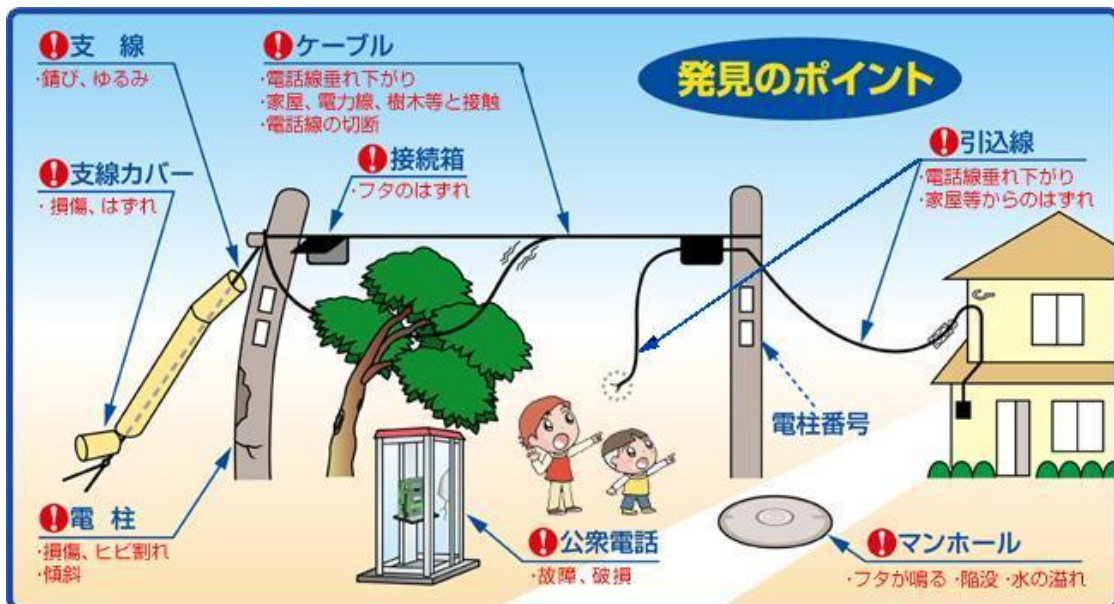 発見のポイント
支 線
・錆び、ゆるみ
ケーブル
・電話線垂れ下がり
・家屋、電力線、樹木等と接触
・電話線の切断
引込線
・電話線垂れ下がり
・家屋等からのはずれ
接続箱
・フタのはずれ
支線カバー
・損傷、はずれ
電柱番号
電 柱
・損傷、ヒビ割れ
・傾斜
公衆電話
・故障、破損
マンホール
・フタが鳴る ・陥没 ・水の溢れ